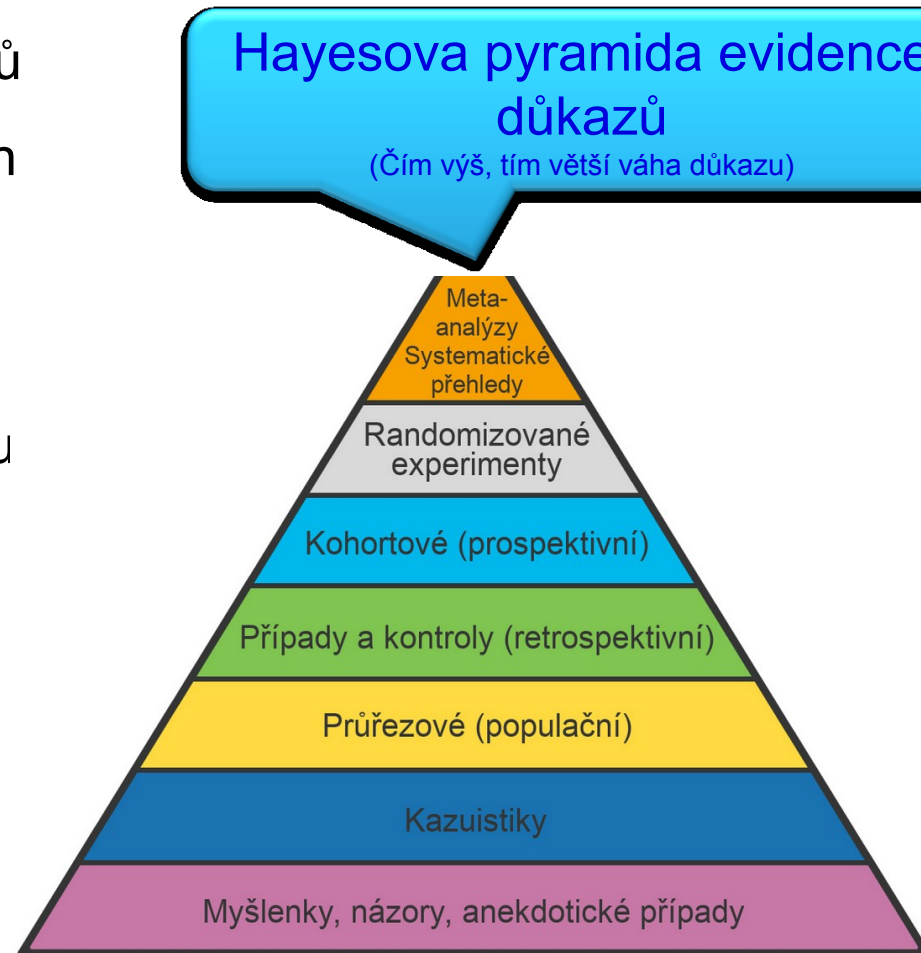 ů
Hayesova pyramida evidence
důkazů
(Čím výš, tím větší váha důkazu)
Meta-
analýzy
Systematické
přehledy
Randomizované
experimenty
Kohortové (prospektivní)
Případy a kontroly (retrospektivní)
Průřezové (populační)
Kazuistiky
Myšlenky, názory, anekdotické případy